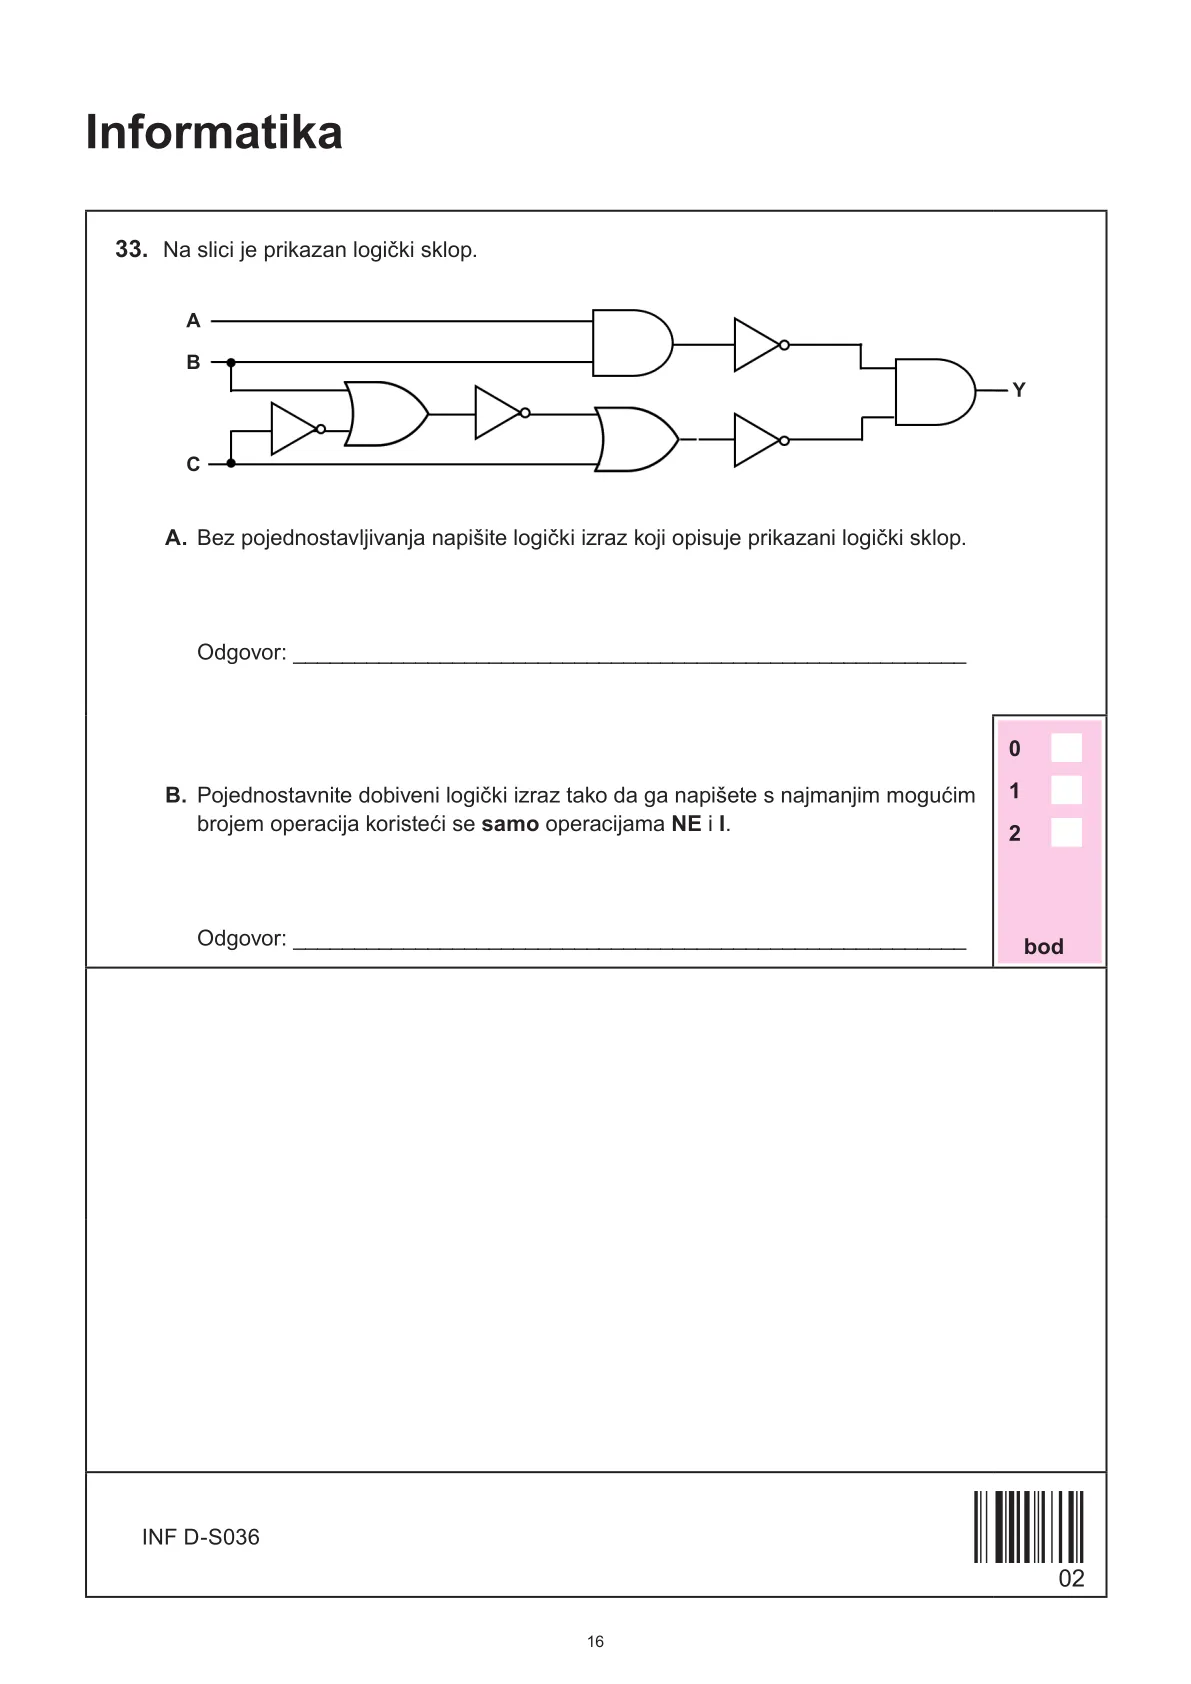 Informatika
33. Na slici je prikazan logički sklop.
A
B
Y
C
A. Bez pojednostavljivanja napišite logički izraz koji opisuje prikazani logički sklop.
Odgovor: ________________________________________________________
0
1
2
B. Pojednostavnite dobiveni logički izraz tako da ga napišete s najmanjim mogućim
brojem operacija koristeći se samo operacijama NE i I.
Odgovor: ________________________________________________________
bod
INF D-S036
02
16